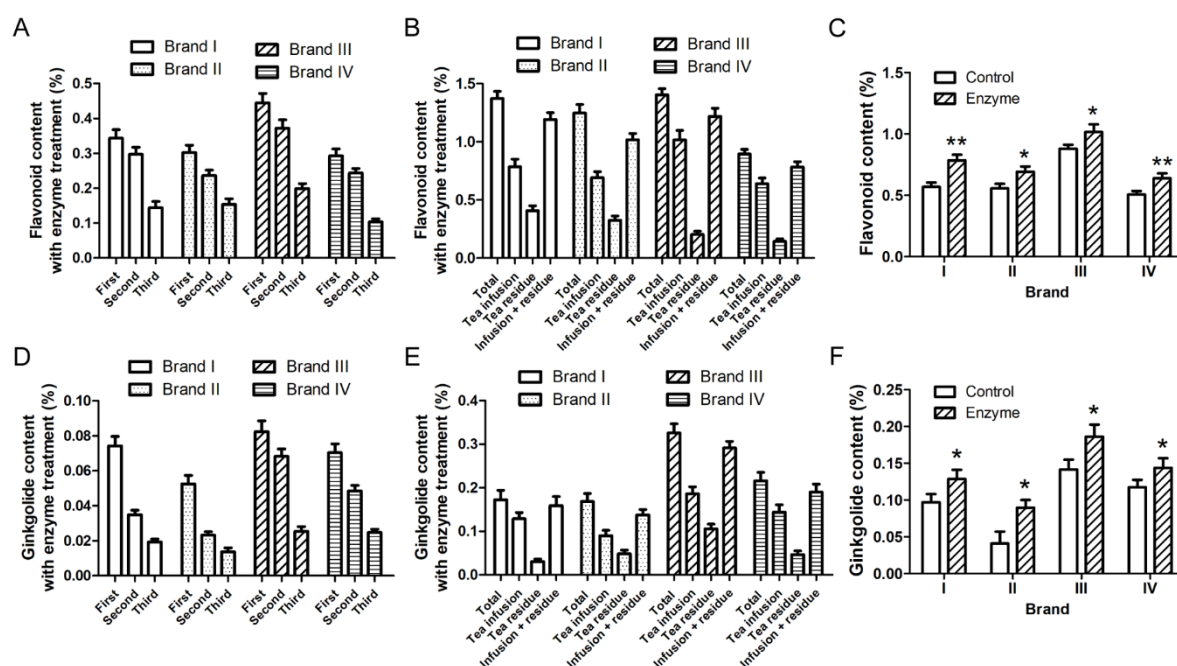 A
Brand I
Brand III
Brand II
Brand IV
Flavonoid content
with enzyme treatment (%)
0.5
0.4
0.3
0.2
0.1
0.0
First
Second
Third
First
Second
Third
First
Second
Third
First
Second
Third
B
Brand I
Brand III
Brand II
Brand IV
Flavonoid content
with enzyme treatment (%)
1.5
1.0
0.5
0.0
Total
Tea infusion
Tea residue
Infusion + residue
Total
Tea infusion
Tea residue
Infusion + residue
Total
Tea infusion
Tea residue
Infusion + residue
Total
Tea infusion
Tea residue
Infusion + residue
C
Control
Enzyme
Flavonoid content (%)
1.5
1.0
0.5
0.0
**
*
*
**
I II III IV
Brand
D
Brand I
Brand III
Brand II
Brand IV
Ginkgolide content
with enzyme treatment (%)
0.10
0.08
0.06
0.04
0.02
0.00
First
Second
Third
First
Second
Third
First
Second
Third
First
Second
Third
E
Brand I
Brand III
Brand II
Brand IV
Ginkgolide content
with enzyme treatment (%)
0.4
0.3
0.2
0.1
0.0
Total
Tea infusion
Tea residue
Infusion + residue
Total
Tea infusion
Tea residue
Infusion + residue
Total
Tea infusion
Tea residue
Infusion + residue
Total
Tea infusion
Tea residue
Infusion + residue
F
Control
Enzyme
Ginkgolide content (%)
0.25
0.20
0.15
0.10
0.05
0.00
*
*
*
*
I II III IV
Brand